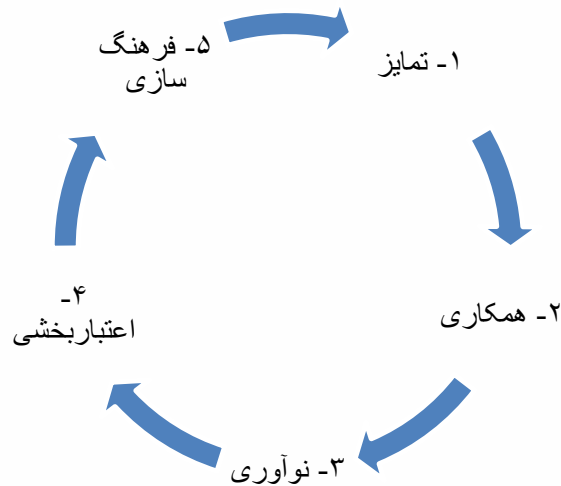 ۱- تمایز
۲- همکاری
۳- نوآوری
۴-
اعتباربخشی
۵- فرهنگ
سازی